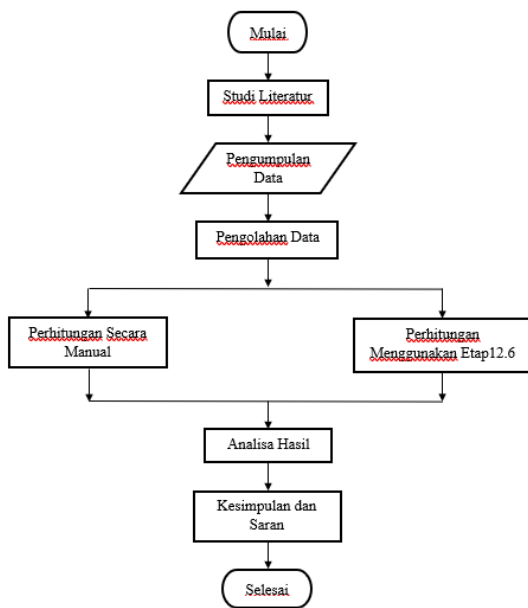 Mulai
Studi Literatur
Pengumpulan
Data
Pengolahan Data
Perhitungan Secara
Manual
Perhitungan
Menggunakan Etap12.6
Analisa Hasil
Kesimpulan dan
Saran
Selesai